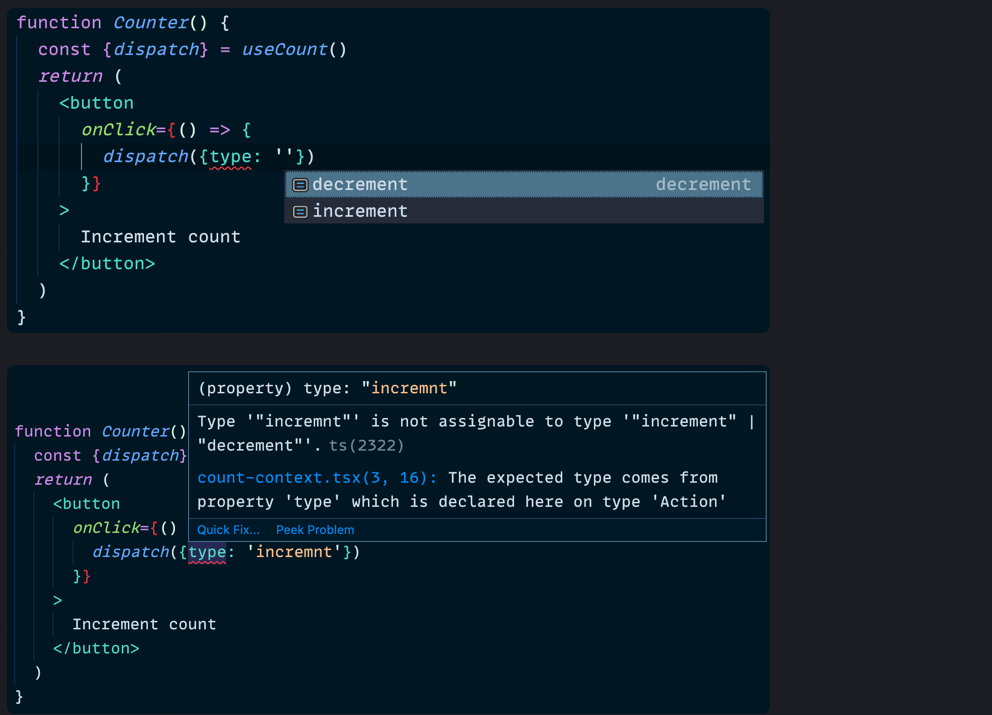 function Counter() {
const {dispatch} = useCount()
return (
<button
onClick={() => {
dispatch({type: ''})
decrement decrement
}}
increment
>
Increment count
</button>
)
}
(property) type: "incremnt"
Type '"incremnt"' is not assignable to type '"increment" |
"decrement"'. ts(2322)
count-context.tsx(3, 16): The expected type comes from
property 'type' which is declared here on type 'Action'
Quick Fix... Peek Problem
function Counter()
const {dispatch}
return (
<button
onClick={()
dispatch({type: 'incremnt'})
}}
>
Increment count
</button>
)
}